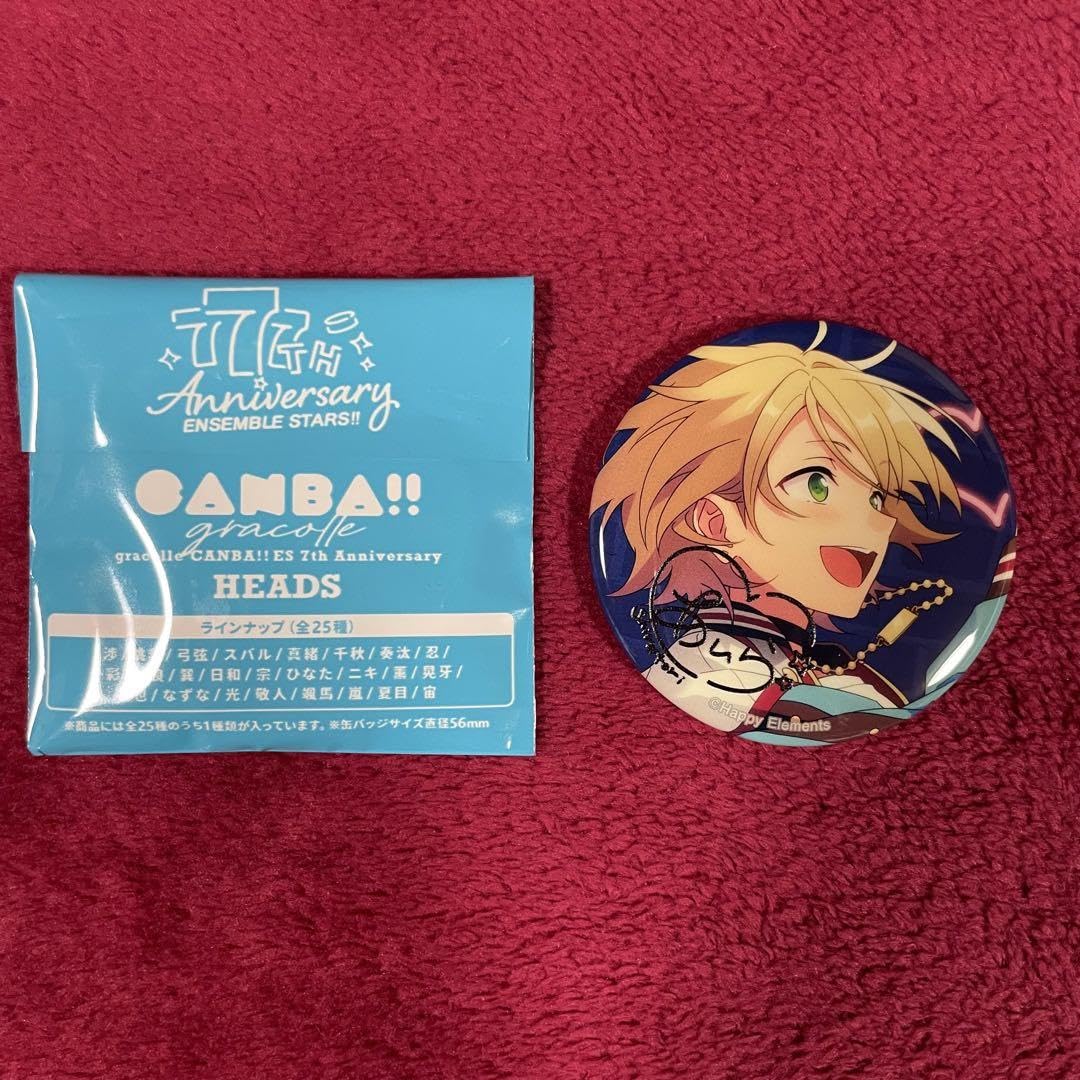 7TH
Anniversary
ENSEMBLE STARS!!
CANBA!!
gracolle
gracolle CANBA!! ES 7th Anniversary
HEADS
ラインナップ(全25種)
渉/桃李/弓弦/スバル/真緒/千秋/奏汰/忍/
巽/日和/宗/ひなた/ニキ/薫/晃牙/
なずな/光/敬人/颯馬/嵐/夏目/宙
※商品には全25種のうち1種類が入っています。※缶バッジサイズ直径56mm
©Happy Elements